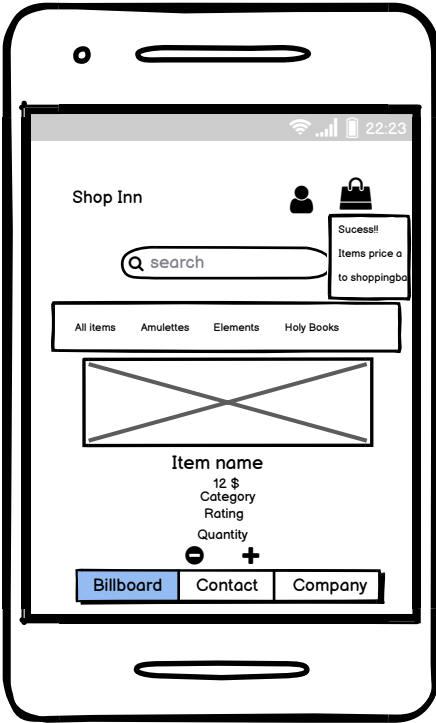 22:23
Shop Inn
Sucess!!
Items price a
to shoppingba
search
All items Amulettes Elements Holy Books
Item name
12 $
Category
Rating
Quantity
Billboard Contact Company